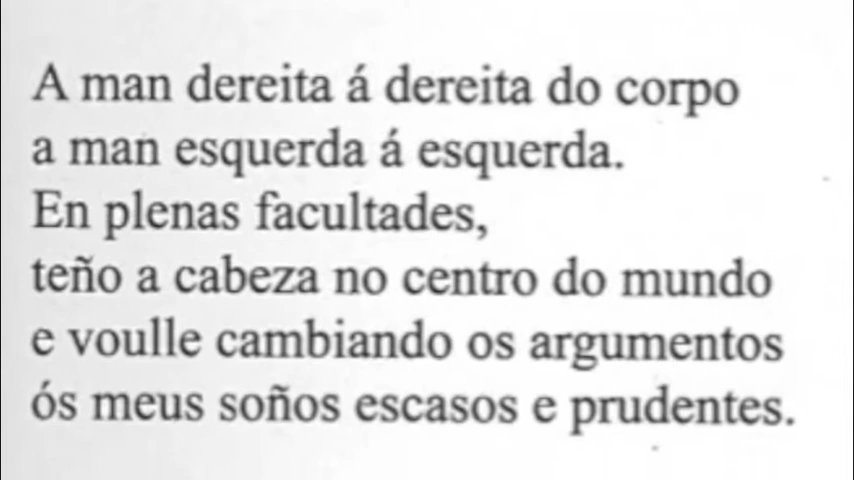 A man dereita á dereita do corpo
a man esquerda á esquerda.
En plenas facultades,
teño a cabeza no centro do mundo
e voulle cambiando os argumentos
ós meus soños escasos e prudentes.